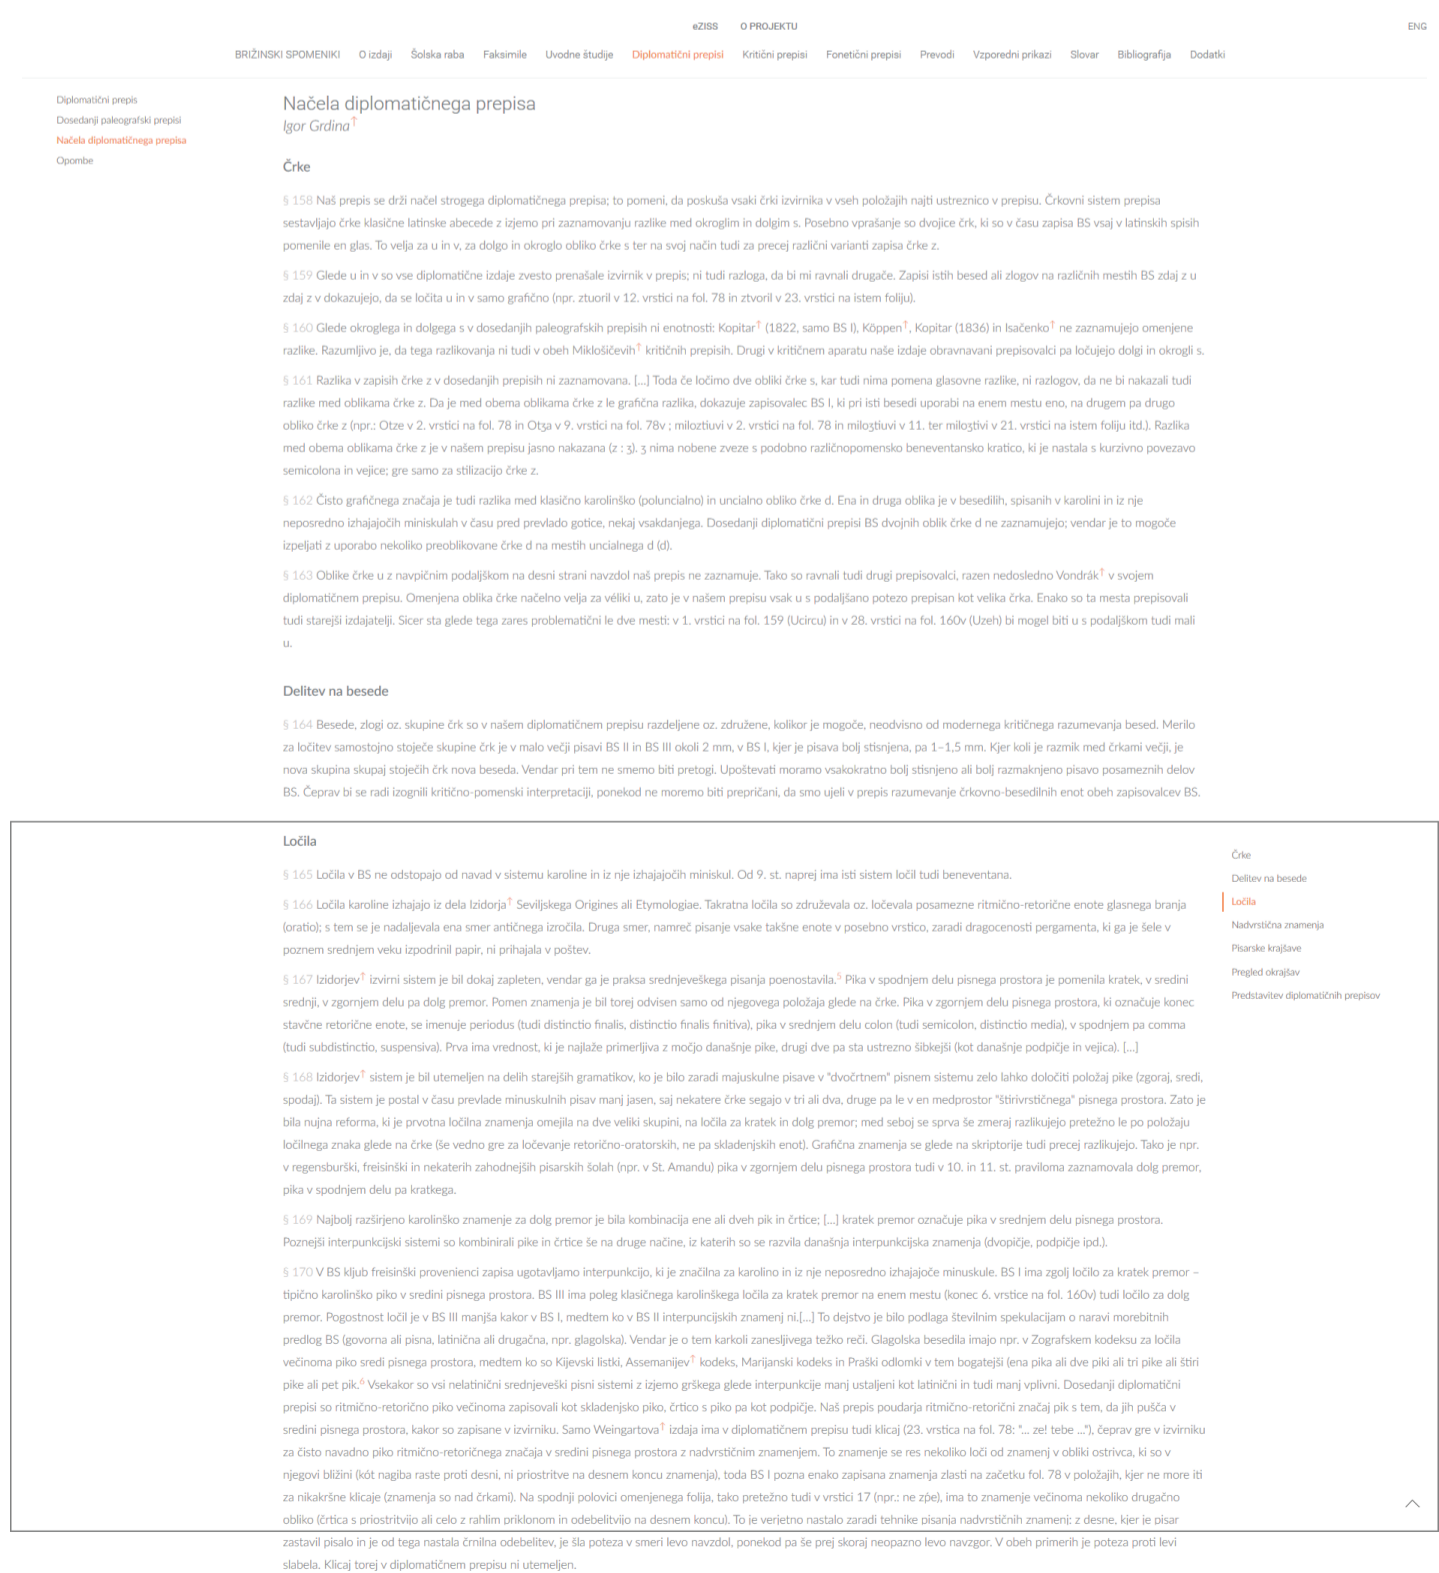 eZISS O PROJEKTU ENG
BRIŽINSKI SPOMENIKI O izdaji Šolska raba Faksimile Uvodne študije Diplomatični prepisi Kritični prepisi Fonetični prepisi Prevodi Vzporedni prikazi Slovar Bibliografija Dodatki
Diplomatični prepis
Dosedanji paleografski prepisi
Načela diplomatičnega prepisa
Opombe
Načela diplomatičnega prepisa
Igor Grdina↑
Črke
§ 158 Naš prepis se drži načel strogega diplomatičnega prepisa; to pomeni, da poskuša vsaki črki izvirnika v vseh položajih najti ustreznico v prepisu. Črkovni sistem prepisa
sestavljajo črke klasične latinske abecede z izjemo pri zaznamovanju razlike med okroglim in dolgim s. Posebno vprašanje so dvojice črk, ki so v času zapisa BS vsaj v latinskih spisih
pomenile en glas. To velja za u in v, za dolgo in okroglo obliko črke s ter na svoj način tudi za precej različni varianti zapisa črke z.
§ 159 Glede u in v so vse diplomatične izdaje zvesto prenašale izvirnik v prepis; ni tudi razloga, da bi mi ravnali drugače. Zapisi istih besed ali zlogov na različnih mestih BS zdaj z u
zdaj z v dokazujejo, da se ločita u in v samo grafično (npr. ztuoril v 12. vrstici na fol. 78 in ztvoril v 23. vrstici na istem foliju).
§ 160 Glede okroglega in dolgega s v dosedanjih paleografskih prepisih ni enotnosti: Kopitar↑ (1822, samo BS I), Köppen↑, Kopitar (1836) in Isačenko↑ ne zaznamujejo omenjene
razlike. Razumljivo je, da tega razlikovanja ni tudi v obeh Miklošičevih↑ kritičnih prepisih. Drugi v kritičnem aparatu naše izdaje obravnavani prepisovalci pa ločujejo dolgi in okrogli s.
§ 161 Razlika v zapisih črke z v dosedanjih prepisih ni zaznamovana. [...] Toda če ločimo dve obliki črke s, kar tudi nima pomena glasovne razlike, ni razlogov, da ne bi nakazali tudi
razlike med oblikama črke z. Da je med obema oblikama črke z le grafična razlika, dokazuje zapisovalec BS I, ki pri isti besedi uporabi na enem mestu eno, na drugem pa drugo
obliko črke z (npr.: Otze v 2. vrstici na fol. 78 in Otʒa v 9. vrstici na fol. 78v ; miloztiuvi v 2. vrstici na fol. 78 in miloʒtiuvi v 11. ter miloʒtivi v 21. vrstici na istem foliju itd.). Razlika
med obema oblikama črke z je v našem prepisu jasno nakazana (z : ʒ). ʒ nima nobene zveze s podobno različnopomensko beneventansko kratico, ki je nastala s kurzivno povezavo
semicolona in vejice; gre samo za stilizacijo črke z.
§ 162 Čisto grafičnega značaja je tudi razlika med klasično karolinško (poluncialno) in uncialno obliko črke d. Ena in druga oblika je v besedilih, spisanih v karolini in iz nje
neposredno izhajajočih miniskulah v času pred prevlado gotice, nekaj vsakdanjega. Dosedanji diplomatični prepisi BS dvojnih oblik črke d ne zaznamujejo; vendar je to mogoče
izpeljati z uporabo nekoliko preoblikovane črke d na mestih uncialnega d (d).
§ 163 Oblike črke u z navpičnim podaljškom na desni strani navzdol naš prepis ne zaznamuje. Tako so ravnali tudi drugi prepisovalci, razen nedosledno Vondrák↑ v svojem
diplomatičnem prepisu. Omenjena oblika črke načelno velja za véliki u, zato je v našem prepisu vsak u s podaljšano potezo prepisan kot velika črka. Enako so ta mesta prepisovali
tudi starejši izdajatelji. Sicer sta glede tega zares problematični le dve mesti: v 1. vrstici na fol. 159 (Ucircu) in v 28. vrstici na fol. 160v (Uzeh) bi mogel biti u s podaljškom tudi mali
u.
Delitev na besede
§ 164 Besede, zlogi oz. skupine črk so v našem diplomatičnem prepisu razdeljene oz. združene, kolikor je mogoče, neodvisno od modernega kritičnega razumevanja besed. Merilo
za ločitev samostojno stoječe skupine črk je v malo večji pisavi BS II in BS III okoli 2 mm, v BS I, kjer je pisava bolj stisnjena, pa 1–1,5 mm. Kjer koli je razmik med črkami večji, je
nova skupina skupaj stoječih črk nova beseda. Vendar pri tem ne smemo biti pretogi. Upoštevati moramo vsakokratno bolj stisnjeno ali bolj razmaknjeno pisavo posameznih delov
BS. Čeprav bi se radi izognili kritično-pomenski interpretaciji, ponekod ne moremo biti prepričani, da smo ujeli v prepis razumevanje črkovno-besedilnih enot obeh zapisovalcev BS.
Ločila
§ 165 Ločila v BS ne odstopajo od navad v sistemu karoline in iz nje izhajajočih miniskul. Od 9. st. naprej ima isti sistem ločil tudi beneventana.
§ 166 Ločila karoline izhajajo iz dela Izidorja↑ Seviljskega Origines ali Etymologiae. Takratna ločila so združevala oz. ločevala posamezne ritmično-retorične enote glasnega branja
(oratio); s tem se je nadaljevala ena smer antičnega izročila. Druga smer, namreč pisanje vsake takšne enote v posebno vrstico, zaradi dragocenosti pergamenta, ki ga je šele v
poznem srednjem veku izpodrinil papir, ni prihajala v poštev.
§ 167 Izidorjev↑ izvirni sistem je bil dokaj zapleten, vendar ga je praksa srednjeveškega pisanja poenostavila.5 Pika v spodnjem delu pisnega prostora je pomenila kratek, v sredini
srednji, v zgornjem delu pa dolg premor. Pomen znamenja je bil torej odvisen samo od njegovega položaja glede na črke. Pika v zgornjem delu pisnega prostora, ki označuje konec
stavčne retorične enote, se imenuje periodus (tudi distinctio finalis, distinctio finalis finitiva), pika v srednjem delu colon (tudi semicolon, distinctio media), v spodnjem pa comma
(tudi subdistinctio, suspensiva). Prva ima vrednost, ki je najlaže primerljiva z močjo današnje pike, drugi dve pa sta ustrezno šibkejši (kot današnje podpičje in vejica). [...]
§ 168 Izidorjev↑ sistem je bil utemeljen na delih starejših gramatikov, ko je bilo zaradi majuskulne pisave v "dvočrtnem" pisnem sistemu zelo lahko določiti položaj pike (zgoraj, sredi,
spodaj). Ta sistem je postal v času prevlade minuskulnih pisav manj jasen, saj nekatere črke segajo v tri ali dva, druge pa le v en medprostor "štirivrstičnega" pisnega prostora. Zato je
bila nujna reforma, ki je prvotna ločilna znamenja omejila na dve veliki skupini, na ločila za kratek in dolg premor; med seboj se sprva še zmeraj razlikujejo pretežno le po položaju
ločilnega znaka glede na črke (še vedno gre za ločevanje retorično-oratorskih, ne pa skladenjskih enot). Grafična znamenja se glede na skriptorije tudi precej razlikujejo. Tako je npr.
v regensburški, freisinški in nekaterih zahodnejših pisarskih šolah (npr. v St. Amandu) pika v zgornjem delu pisnega prostora tudi v 10. in 11. st. praviloma zaznamovala dolg premor,
pika v spodnjem delu pa kratkega.
§ 169 Najbolj razširjeno karolinško znamenje za dolg premor je bila kombinacija ene ali dveh pik in črtice; [...] kratek premor označuje pika v srednjem delu pisnega prostora.
Poznejši interpunkcijski sistemi so kombinirali pike in črtice še na druge načine, iz katerih so se razvila današnja interpunkcijska znamenja (dvopičje, podpičje ipd.).
§ 170 V BS kljub freisinški provenienci zapisa ugotavljamo interpunkcijo, ki je značilna za karolino in iz nje neposredno izhajajoče minuskule. BS I ima zgolj ločilo za kratek premor –
tipično karolinško piko v sredini pisnega prostora. BS III ima poleg klasičnega karolinškega ločila za kratek premor na enem mestu (konec 6. vrstice na fol. 160v) tudi ločilo za dolg
premor. Pogostnost ločil je v BS III manjša kakor v BS I, medtem ko v BS II interpuncijskih znamenj ni.[...] To dejstvo je bilo podlaga številnim spekulacijam o naravi morebitnih
predlog BS (govorna ali pisna, latinična ali drugačna, npr. glagolska). Vendar je o tem karkoli zanesljivega težko reči. Glagolska besedila imajo npr. v Zografskem kodeksu za ločila
večinoma piko sredi pisnega prostora, medtem ko so Kijevski listki, Assemanijev↑ kodeks, Marijanski kodeks in Praški odlomki v tem bogatejši (ena pika ali dve piki ali tri pike ali štiri
pike ali pet pik.6 Vsekakor so vsi nelatinični srednjeveški pisni sistemi z izjemo grškega glede interpunkcije manj ustaljeni kot latinični in tudi manj vplivni. Dosedanji diplomatični
prepisi so ritmično-retorično piko večinoma zapisovali kot skladenjsko piko, črtico s piko pa kot podpičje. Naš prepis poudarja ritmično-retorični značaj pik s tem, da jih pušča v
sredini pisnega prostora, kakor so zapisane v izvirniku. Samo Weingartova↑ izdaja ima v diplomatičnem prepisu tudi klicaj (23. vrstica na fol. 78: "... ze! tebe ..."), čeprav gre v izvirniku
za čisto navadno piko ritmično-retoričnega značaja v sredini pisnega prostora z nadvrstičnim znamenjem. To znamenje se res nekoliko loči od znamenj v obliki ostrivca, ki so v
njegovi bližini (kót nagiba raste proti desni, ni priostritve na desnem koncu znamenja), toda BS I pozna enako zapisana znamenja zlasti na začetku fol. 78 v položajih, kjer ne more iti
za nikakršne klicaje (znamenja so nad črkami). Na spodnji polovici omenjenega folija, tako pretežno tudi v vrstici 17 (npr.: ne zṕe), ima to znamenje večinoma nekoliko drugačno
obliko (črtica s priostritvijo ali celo z rahlim priklonom in odebelitvijo na desnem koncu). To je verjetno nastalo zaradi tehnike pisanja nadvrstičnih znamenj: z desne, kjer je pisar
zastavil pisalo in je od tega nastala črnilna odebelitev, je šla poteza v smeri levo navzdol, ponekod pa še prej skoraj neopazno levo navzgor. V obeh primerih je poteza proti levi
slabela. Klicaj torej v diplomatičnem prepisu ni utemeljen.
Črke
Delitev na besede
Ločila
Nadvrstična znamenja
Pisarske krajšave
Pregled okrajšav
Predstavitev diplomatičnih prepisov